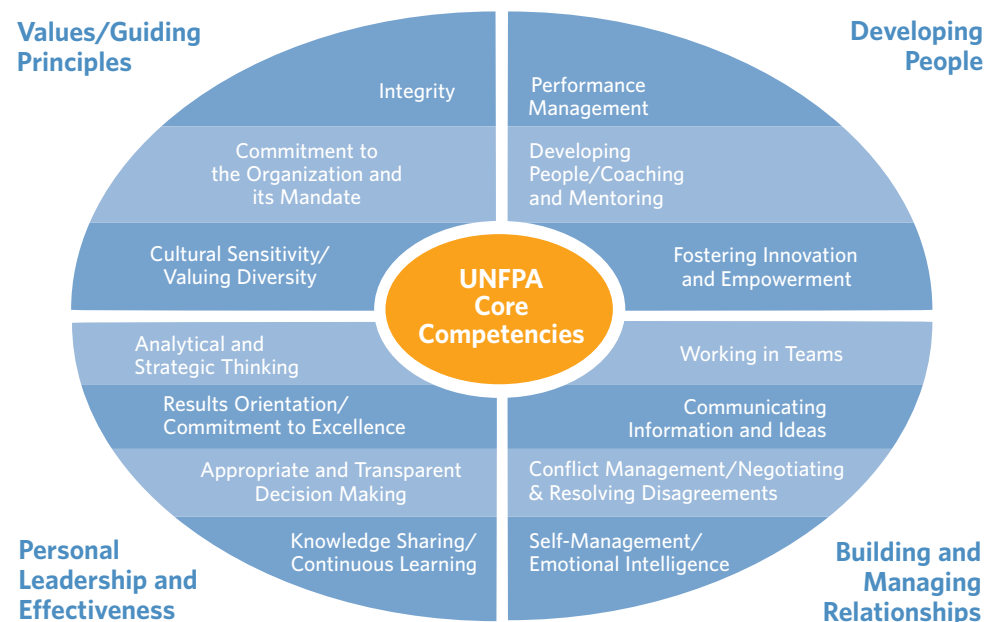 Values/Guiding
Principles
Integrity
Commitment to
the Organization and
its Mandate
Cultural Sensitivity/
Valuing Diversity
Developing
People
Performance
Management
Developing
People/Coaching
and Mentoring
Fostering Innovation
and Empowerment
UNFPA
Core
Competencies
Analytical and
Strategic Thinking
Results Orientation/
Commitment to Excellence
Appropriate and Transparent
Decision Making
Knowledge Sharing/
Continuous Learning
Personal
Leadership and
Effectiveness
Working in Teams
Communicating
Information and Ideas
Conflict Management/Negotiating
& Resolving Disagreements
Self-Management/
Emotional Intelligence
Building and
Managing
Relationships